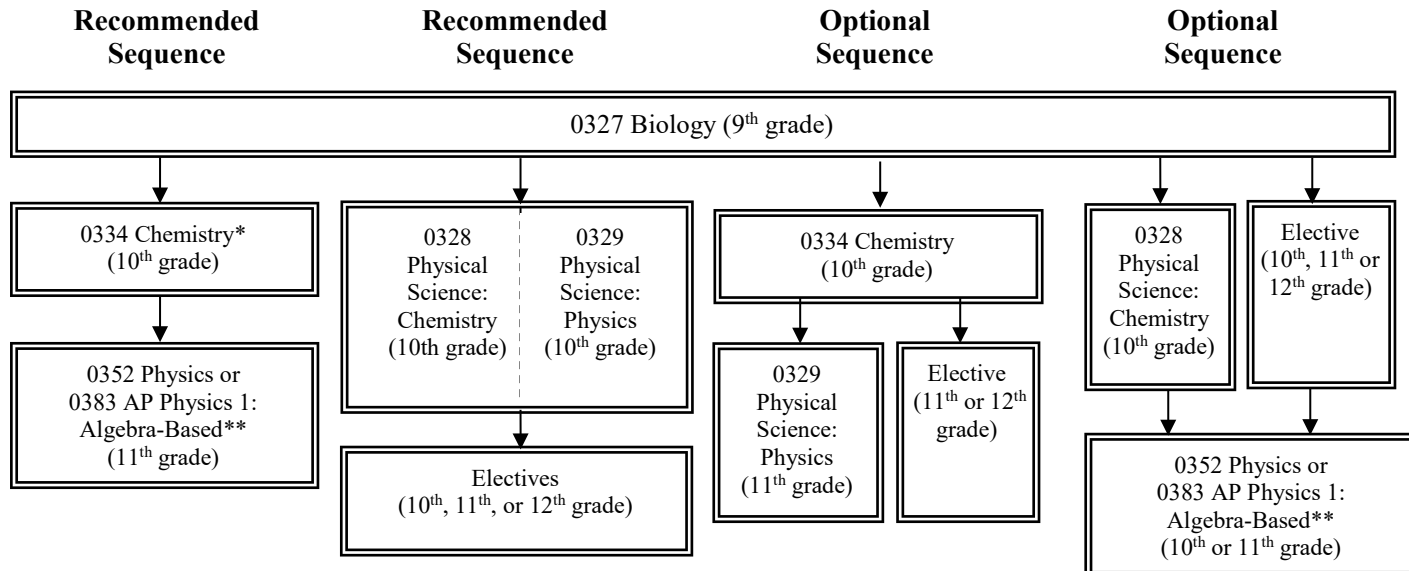 Recommended
Sequence
Recommended
Sequence
Optional
Sequence
Optional
Sequence
0327 Biology (9th grade)
0334 Chemistry*
(10th grade)
0352 Physics or
0383 AP Physics 1:
Algebra-Based**
(11th grade)
0328
Physical
Science:
Chemistry
(10th grade)
0329
Physical
Science:
Physics
(10th grade)
Electives
(10th, 11th, or 12th grade)
0334 Chemistry
(10th grade)
0329
Physical
Science:
Physics
(11th grade)
Elective
(11th or 12th
grade)
0328
Physical
Science:
Chemistry
(10th grade)
Elective
(10th, 11th or
12th grade)
0352 Physics or
0383 AP Physics 1:
Algebra-Based**
(10th or 11th grade)